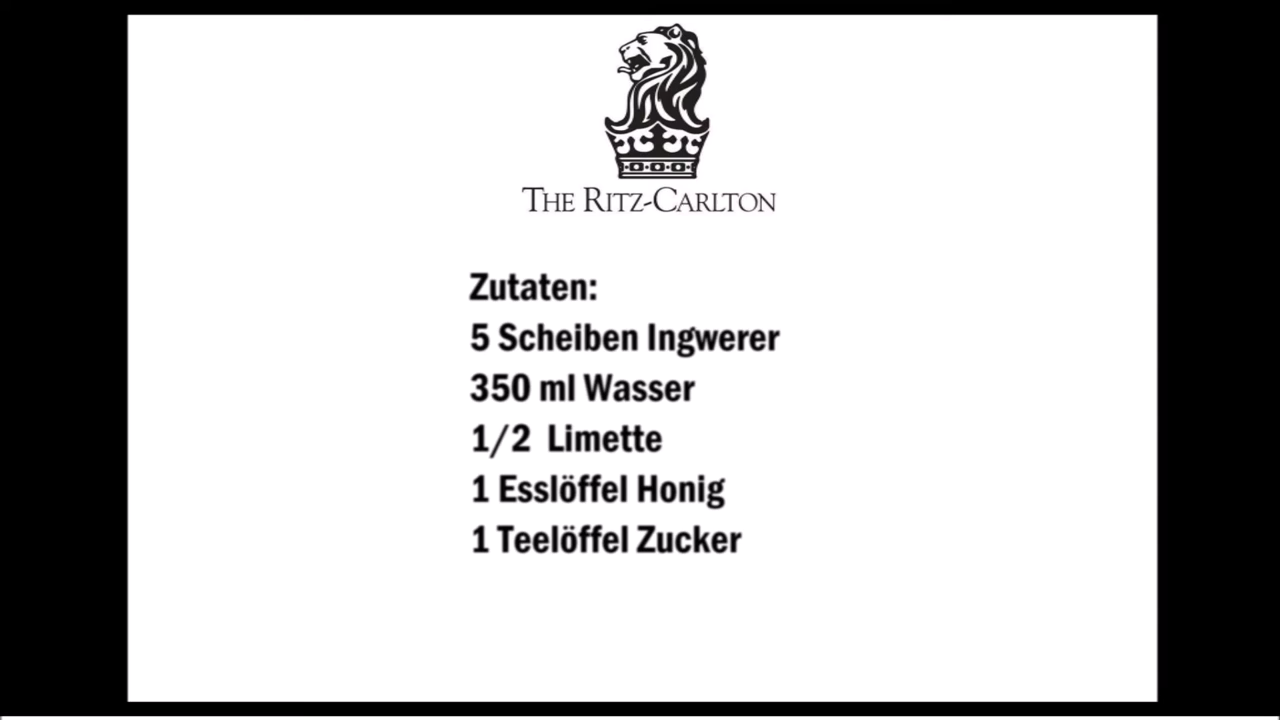 THE RITZ-CARLTON
Zutaten:
5 Scheiben Ingwerer
350 ml Wasser
1/2 Limette
1 Esslöffel Honig
1 Teelöffel Zucker